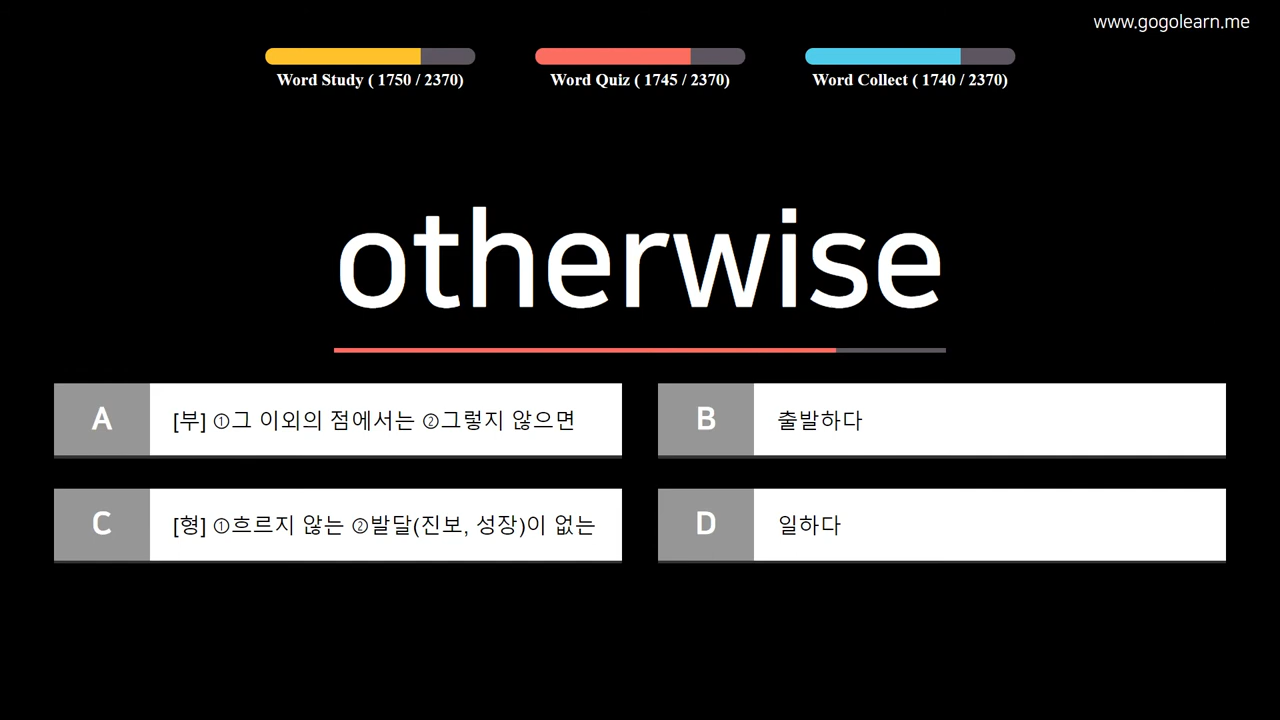 www.gogolearn.me
Word Study ( 1750 / 2370)
Word Quiz ( 1745 / 2370)
Word Collect ( 1740 / 2370)
otherwise
A [부] ①그 이외의 점에서는 ②그렇지 않으면
B 출발하다
C [형] ①흐르지 않는 ②발달(진보, 성장)이 없는
D 일하다